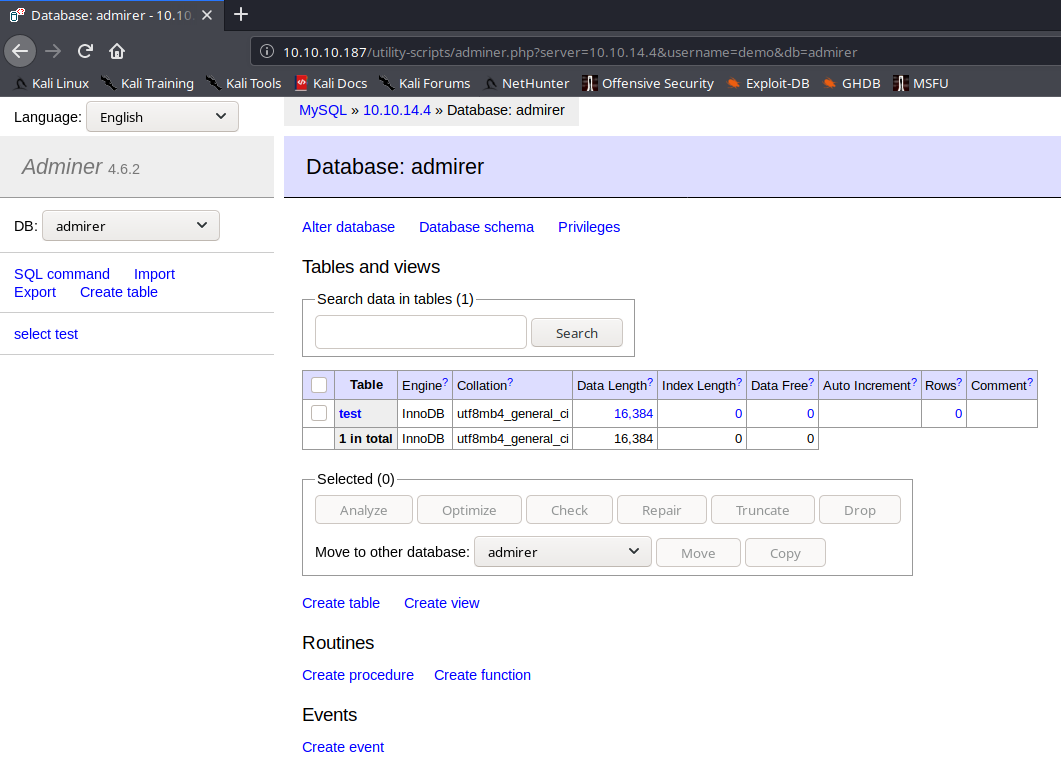 Database: admirer - 10.10
10.10.10.187/utility-scripts/adminer.php?server=10.10.14.4&username=demo&db=admirer
Kali Linux Kali Training Kali Tools Kali Docs Kali Forums NetHunter Offensive Security Exploit-DB GHDB MSFU
Language: English
MySQL » 10.10.14.4 » Database: admirer
Adminer 4.6.2
Database: admirer
DB: admirer
Alter database Database schema Privileges
SQL command Import
Export Create table
select test
Tables and views
Search data in tables (1)
Search
Table Engine? Collation? Data Length? Index Length? Data Free? Auto Increment? Rows? Comment?
test InnoDB utf8mb4_general_ci 16,384 0 0 0
1 in total InnoDB utf8mb4_general_ci 16,384 0 0
Selected (0)
Analyze Optimize Check Repair Truncate Drop
Move to other database: admirer Move Copy
Create table Create view
Routines
Create procedure Create function
Events
Create event